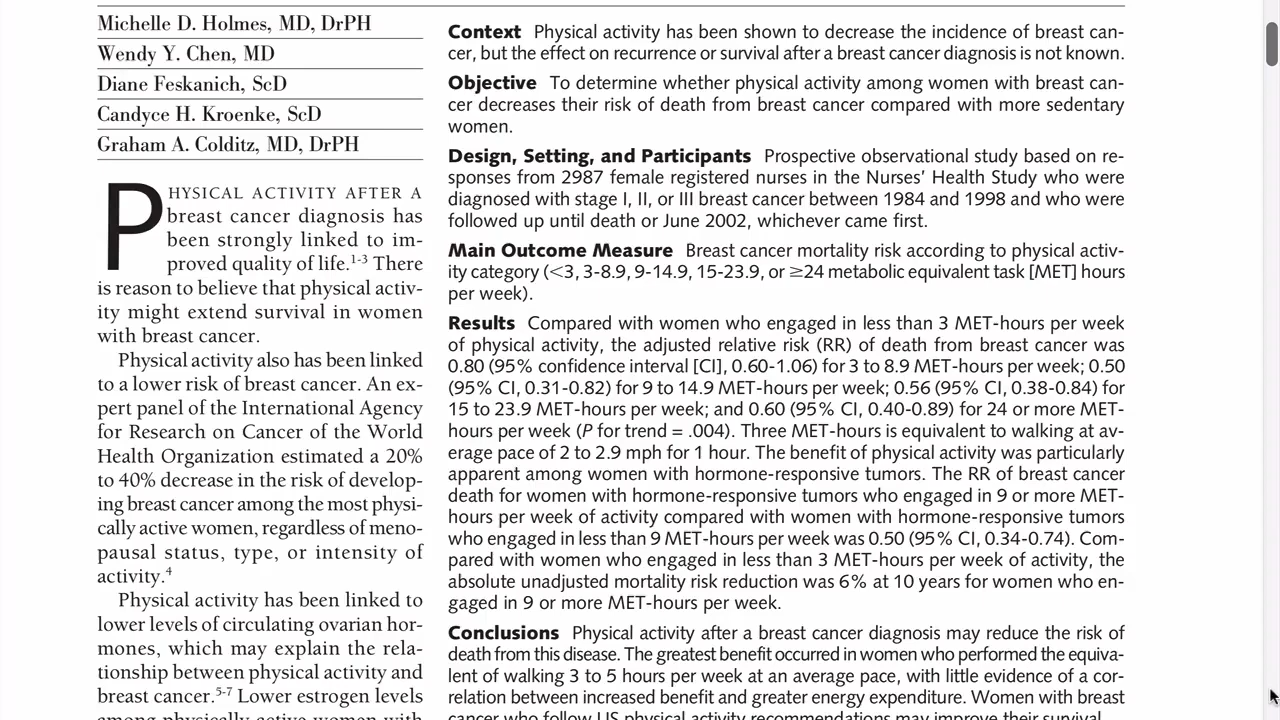 Michelle D. Holmes, MD, DrPH
Wendy Y. Chen, MD
Diane Feskanich, ScD
Candyce H. Kroenke, ScD
Graham A. Colditz, MD, DrPH
PHYSICAL ACTIVITY AFTER A
breast cancer diagnosis has
been strongly linked to im-
proved quality of life.1-3 There
is reason to believe that physical activ-
ity might extend survival in women
with breast cancer.
Physical activity also has been linked
to a lower risk of breast cancer. An ex-
pert panel of the International Agency
for Research on Cancer of the World
Health Organization estimated a 20%
to 40% decrease in the risk of develop-
ing breast cancer among the most physi-
cally active women, regardless of meno-
pausal status, type, or intensity of
activity.4
Physical activity has been linked to
lower levels of circulating ovarian hor-
mones, which may explain the rela-
tionship between physical activity and
breast cancer.5-7 Lower estrogen levels
among physically active women with
Context Physical activity has been shown to decrease the incidence of breast can-
cer, but the effect on recurrence or survival after a breast cancer diagnosis is not known.
Objective To determine whether physical activity among women with breast can-
cer decreases their risk of death from breast cancer compared with more sedentary
women.
Design, Setting, and Participants Prospective observational study based on re-
sponses from 2987 female registered nurses in the Nurses' Health Study who were
diagnosed with stage I, II, or III breast cancer between 1984 and 1998 and who were
followed up until death or June 2002, whichever came first.
Main Outcome Measure Breast cancer mortality risk according to physical activ-
ity category (<3, 3-8.9, 9-14.9, 15-23.9, or ≥24 metabolic equivalent task [MET] hours
per week).
Results Compared with women who engaged in less than 3 MET-hours per week
of physical activity, the adjusted relative risk (RR) of death from breast cancer was
0.80 (95% confidence interval [CI], 0.60-1.06) for 3 to 8.9 MET-hours per week; 0.50
(95% CI, 0.31-0.82) for 9 to 14.9 MET-hours per week; 0.56 (95% CI, 0.38-0.84) for
15 to 23.9 MET-hours per week; and 0.60 (95% CI, 0.40-0.89) for 24 or more MET-
hours per week (P for trend = .004). Three MET-hours is equivalent to walking at av-
erage pace of 2 to 2.9 mph for 1 hour. The benefit of physical activity was particularly
apparent among women with hormone-responsive tumors. The RR of breast cancer
death for women with hormone-responsive tumors who engaged in 9 or more MET-
hours per week of activity compared with women with hormone-responsive tumors
who engaged in less than 9 MET-hours per week was 0.50 (95% CI, 0.34-0.74). Com-
pared with women who engaged in less than 3 MET-hours per week of activity, the
absolute unadjusted mortality risk reduction was 6% at 10 years for women who en-
gaged in 9 or more MET-hours per week.
Conclusions Physical activity after a breast cancer diagnosis may reduce the risk of
death from this disease. The greatest benefit occurred in women who performed the equiva-
lent of walking 3 to 5 hours per week at an average pace, with little evidence of a cor-
relation between increased benefit and greater energy expenditure. Women with breast
cancer who follow US physical activity recommendations may improve their survival.